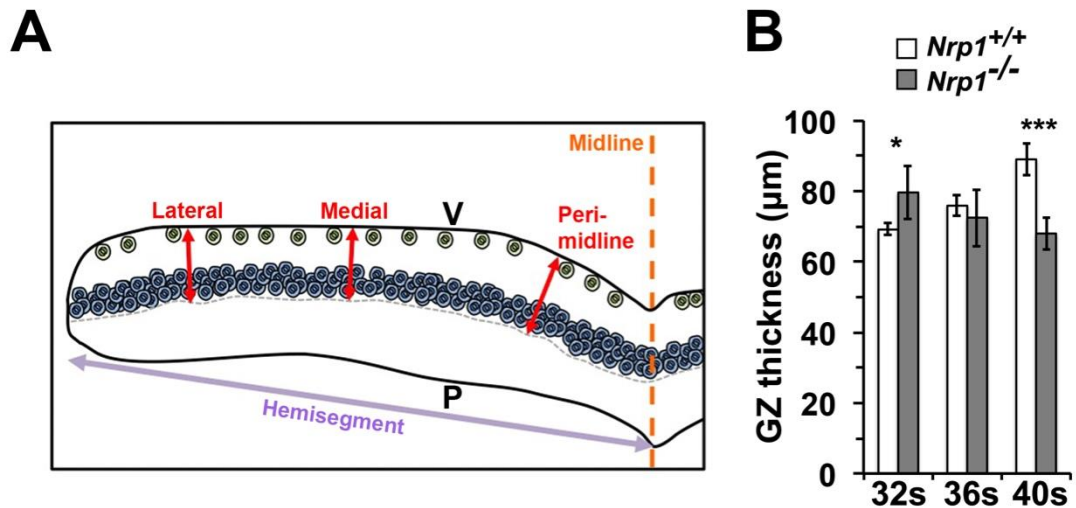 A
Midline
Lateral
Medial
V
Peri-
midline
Hemisegment
P
B
Nrp1+/+
Nrp1-/-
GZ thickness (µm)
100
80
60
40
20
0
*
***
32s 36s 40s